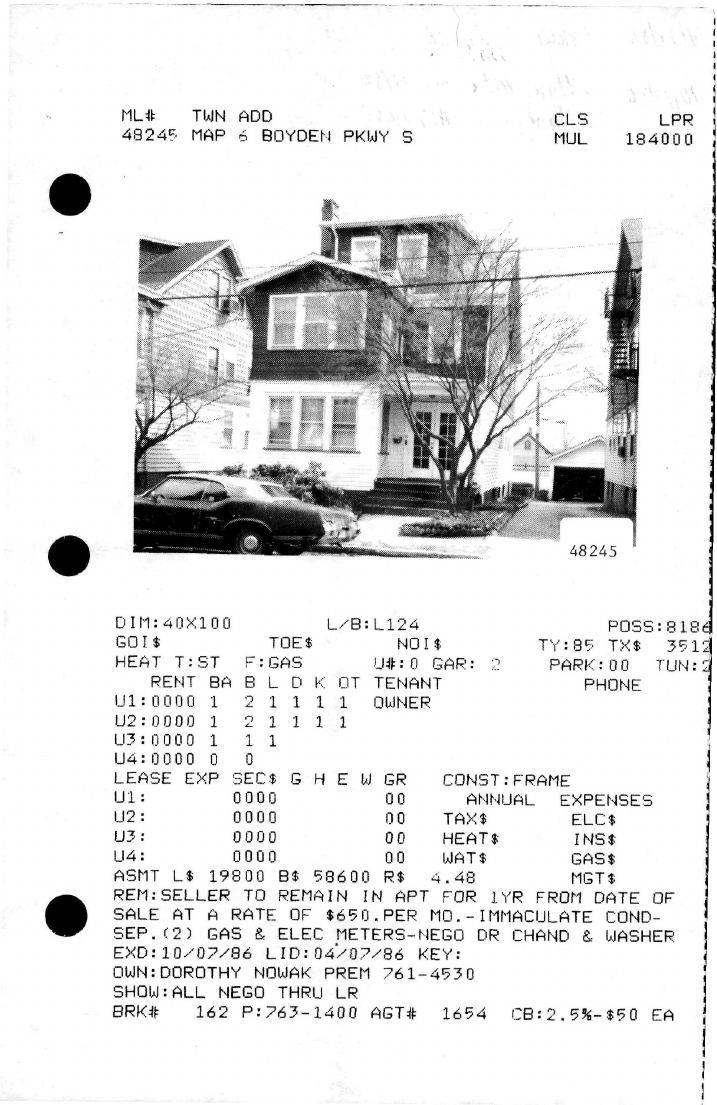 ML# TWN ADD CLS LPR
48245 MAP 6 BOYDEN PKWY S MUL 184000
48245
DIM:40X100 L/B:L124 POSS:8186
GOI$ TOE$ NOI$ TY:85 TX$ 3512
HEAT T:ST F:GAS U#:0 GAR: 2 PARK:00 TUN:2
RENT BA B L D K OT TENANT PHONE
U1:0000 1 2 1 1 1 1 OWNER
U2:0000 1 2 1 1 1 1
U3:0000 1 1 1
U4:0000 0 0
LEASE EXP SEC$ G H E W GR CONST:FRAME
U1: 0000 00 ANNUAL EXPENSES
U2: 0000 00 TAX$ ELC$
U3: 0000 00 HEAT$ INS$
U4: 0000 00 WAT$ GAS$
ASMT L$ 19800 B$ 58600 R$ 4.48 MGT$
REM:SELLER TO REMAIN IN APT FOR 1YR FROM DATE OF
SALE AT A RATE OF $650.PER MO.-IMMACULATE COND-
SEP.(2) GAS & ELEC METERS-NEGO DR CHAND & WASHER
EXD:10/07/86 LID:04/07/86 KEY:
OWN:DOROTHY NOWAK PREM 761-4530
SHOW:ALL NEGO THRU LR
BRK# 162 P:763-1400 AGT# 1654 CB:2.5%-$50 EA